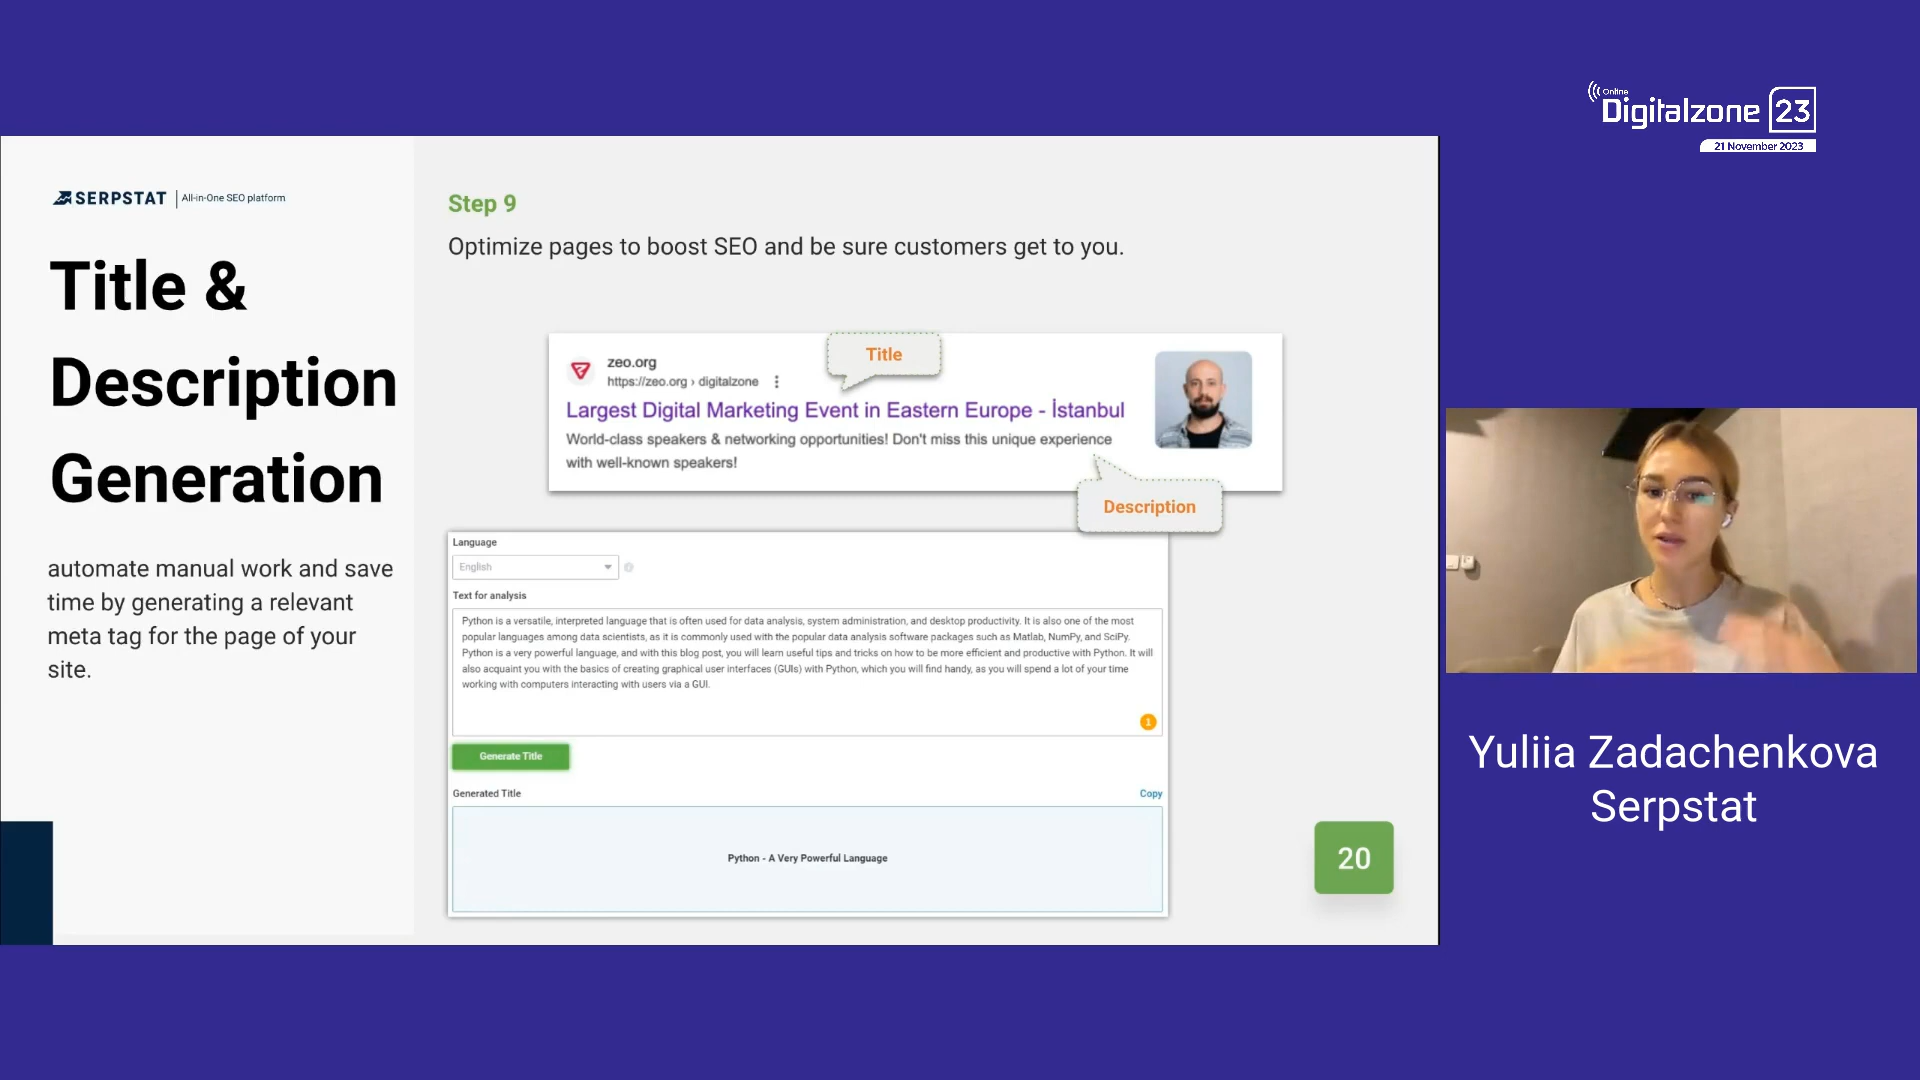 Online
Digitalzone 23
21 November 2023
SERPSTAT All-in-One SEO platform
Title &
Description
Generation
automate manual work and save
time by generating a relevant
meta tag for the page of your
site.
Step 9
Optimize pages to boost SEO and be sure customers get to you.
Title
zeo.org
https://zeo.org › digitalzone
Largest Digital Marketing Event in Eastern Europe - İstanbul
World-class speakers & networking opportunities! Don't miss this unique experience
with well-known speakers!
Description
Language
English
Text for analysis
Python is a versatile, interpreted language that is often used for data analysis, system administration, and desktop productivity. It is also one of the most
popular languages among data scientists, as it is commonly used with the popular data analysis software packages such as Matlab, NumPy, and SciPy.
Python is a very powerful language, and with this blog post, you will learn useful tips and tricks on how to be more efficient and productive with Python. It will
also acquaint you with the basics of creating graphical user interfaces (GUIs) with Python, which you will find handy, as you will spend a lot of your time
working with computers interacting with users via a GUI.
1
Generate Title
Generated Title
Copy
Python - A Very Powerful Language
20
Yuliia Zadachenkova
Serpstat